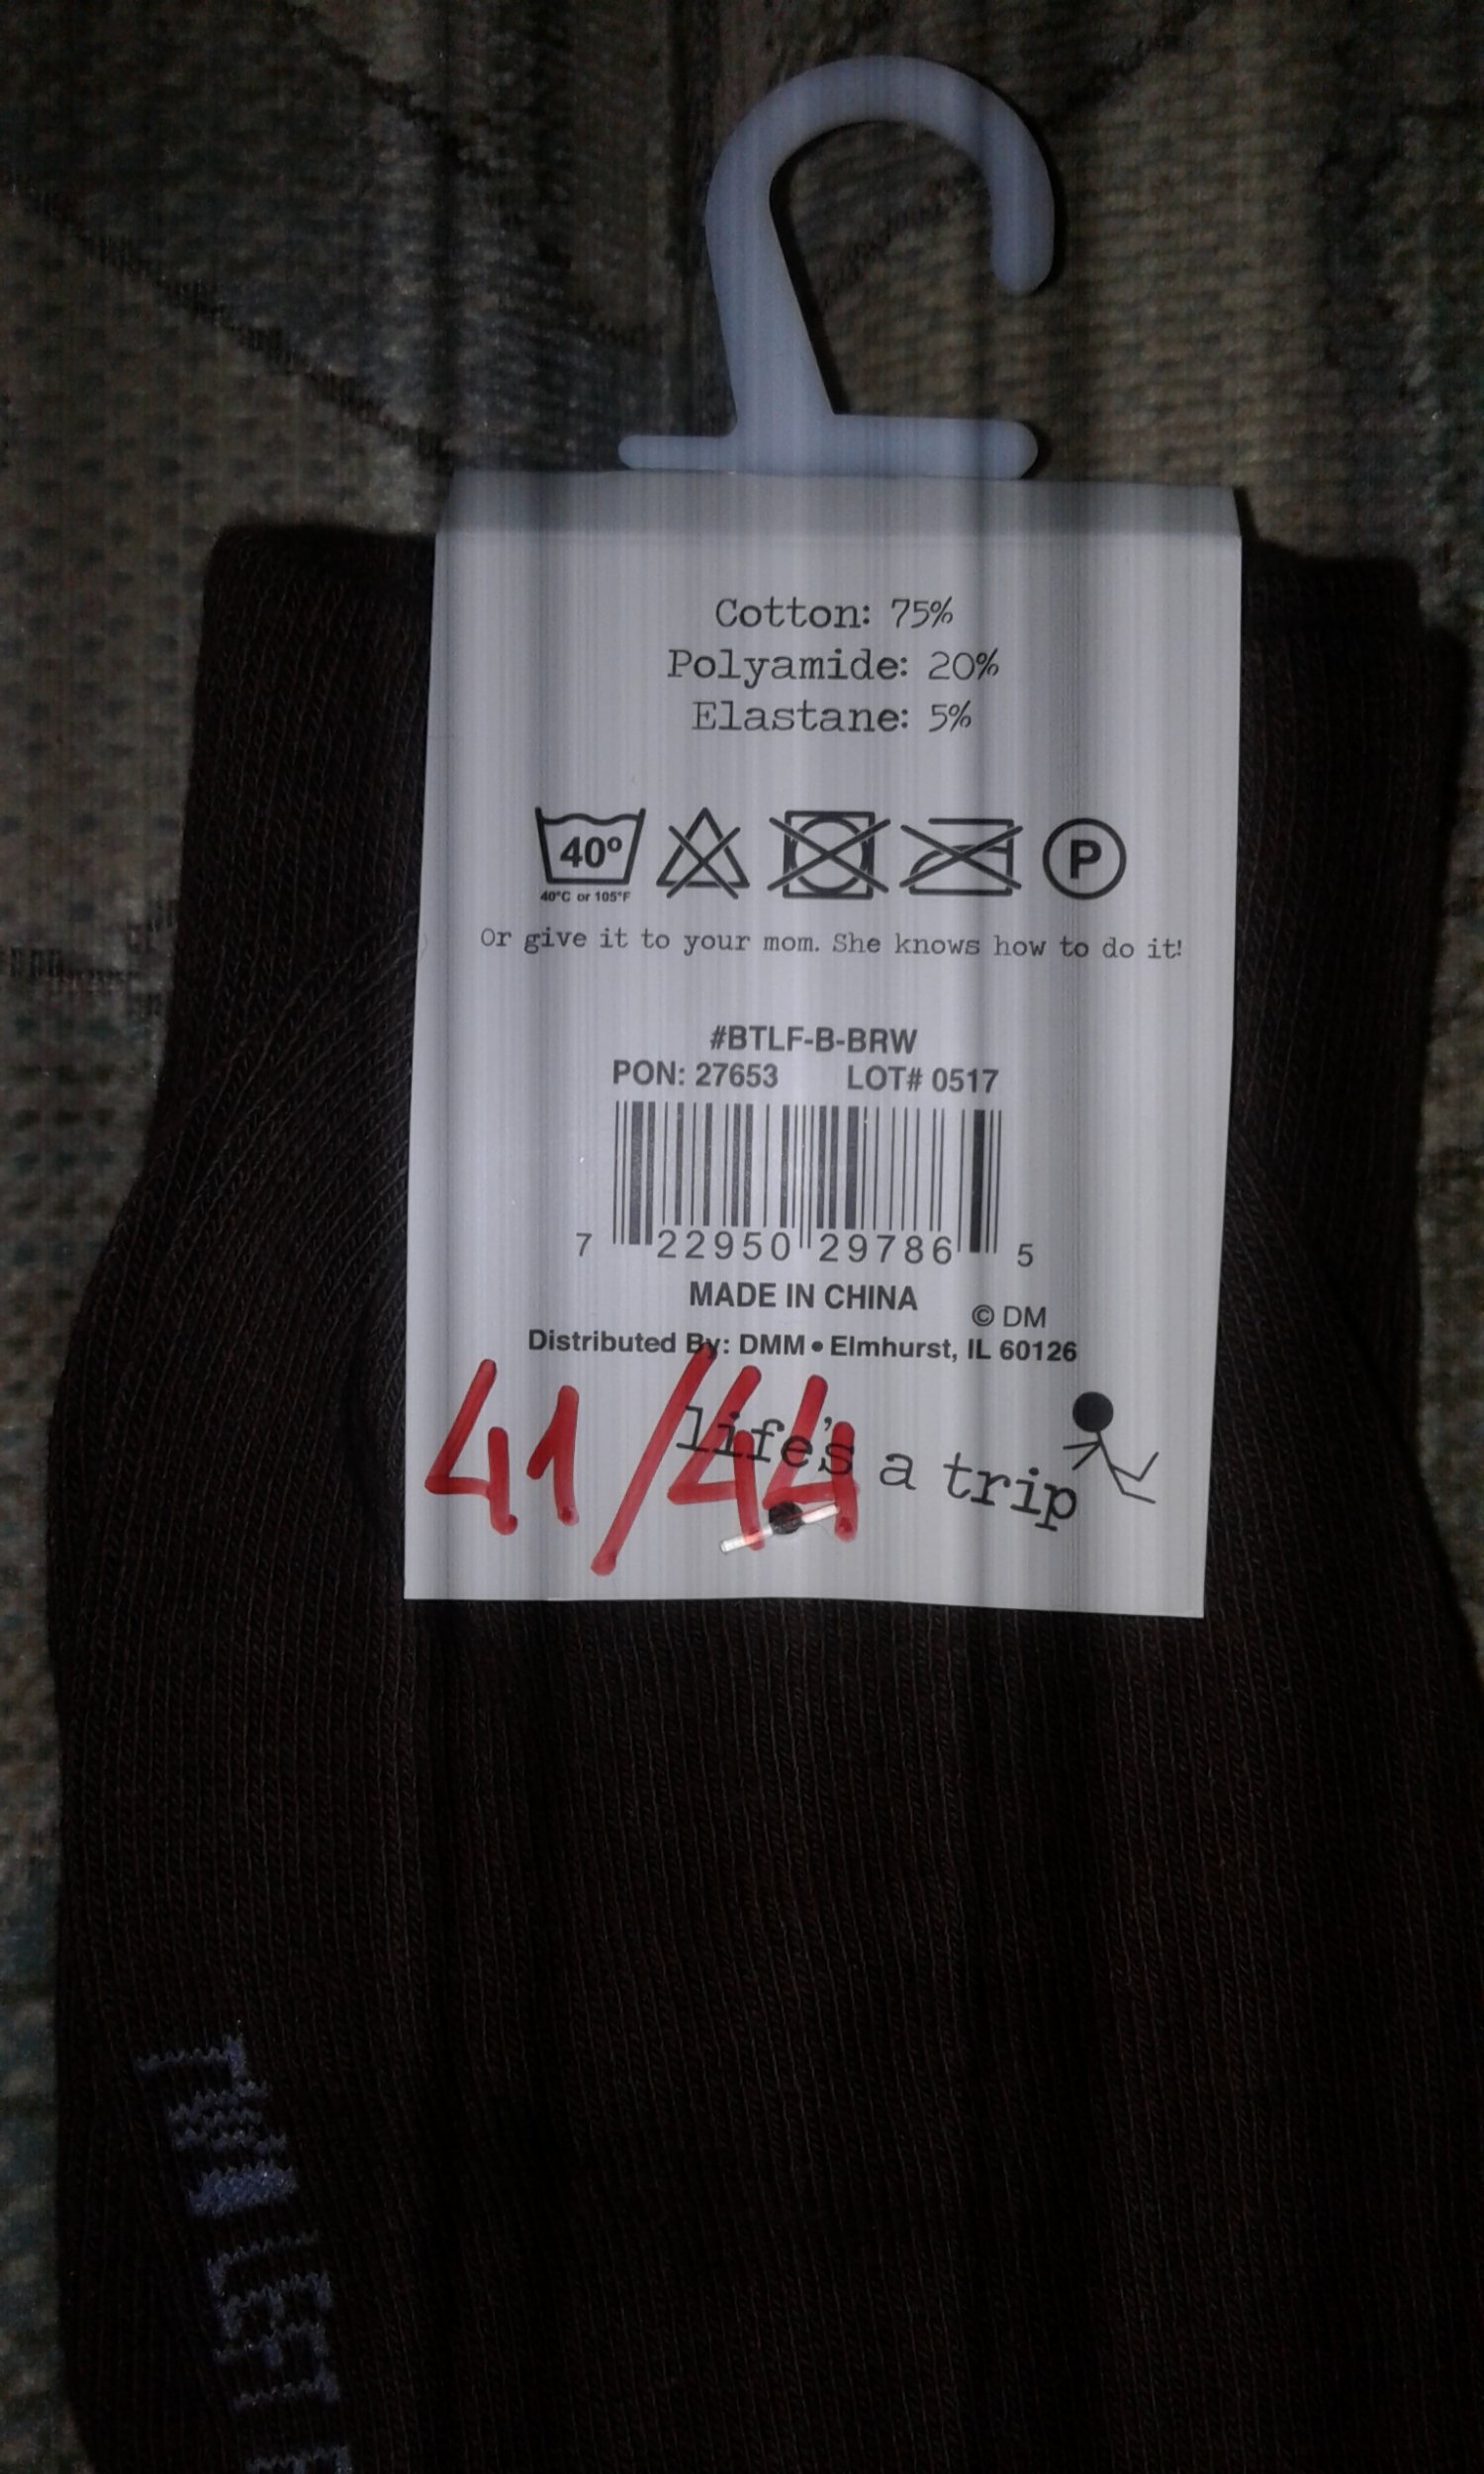 Cotton: 75%
Polyamide: 20%
Elastane: 5%
40º
P
40°C or 105°F
Or give it to your mom. She knows how to do it!
#BTLF-B-BRW
PON: 27653 LOT# 0517
7 22950 29786 5
MADE IN CHINA
© DM
Distributed By: DMM • Elmhurst, IL 60126
41/44
life's a trip
LEFT